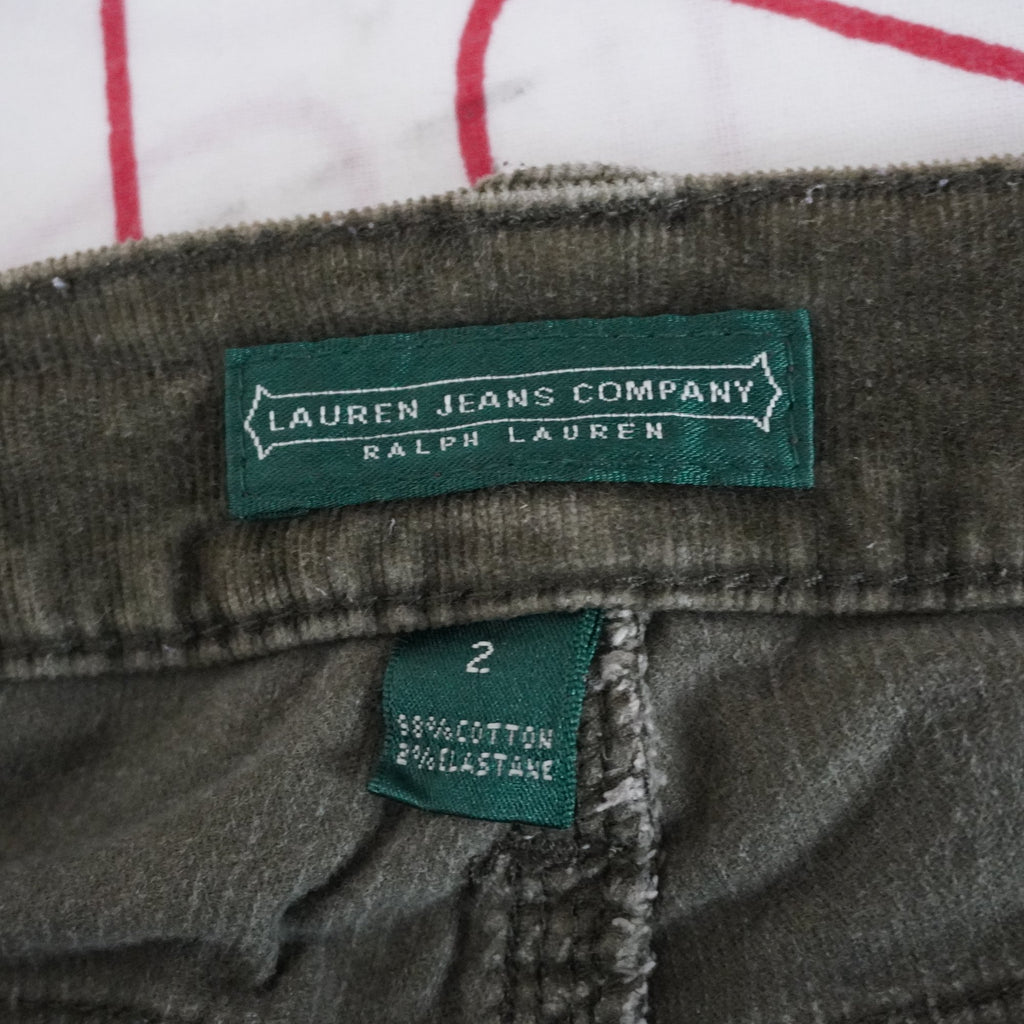 LAUREN JEANS COMPANY
RALPH LAUREN
2
98% COTTON
2% ELASTANE